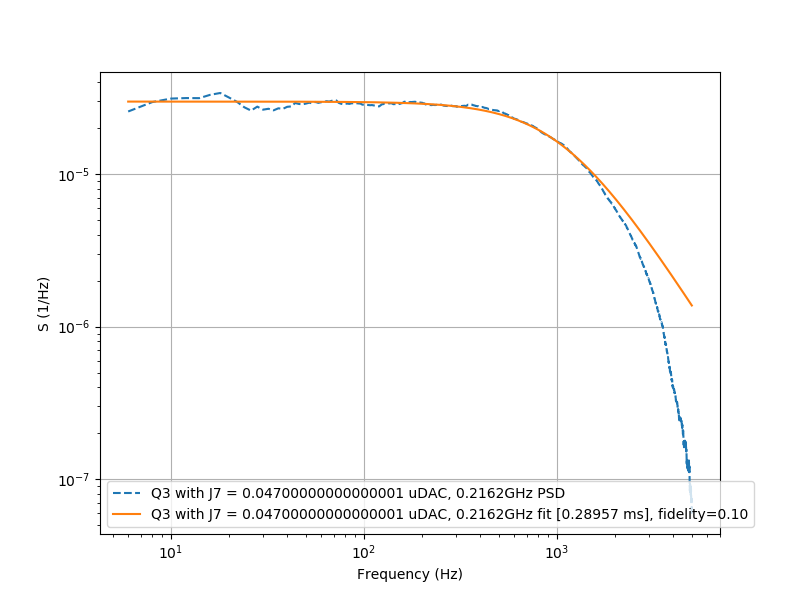 10⁻⁵
10⁻⁶
10⁻⁷
S (1/Hz)
Q3 with J7 = 0.04700000000000001 uDAC, 0.2162GHz PSD
Q3 with J7 = 0.04700000000000001 uDAC, 0.2162GHz fit [0.28957 ms], fidelity=0.10
10¹ 10² 10³
Frequency (Hz)